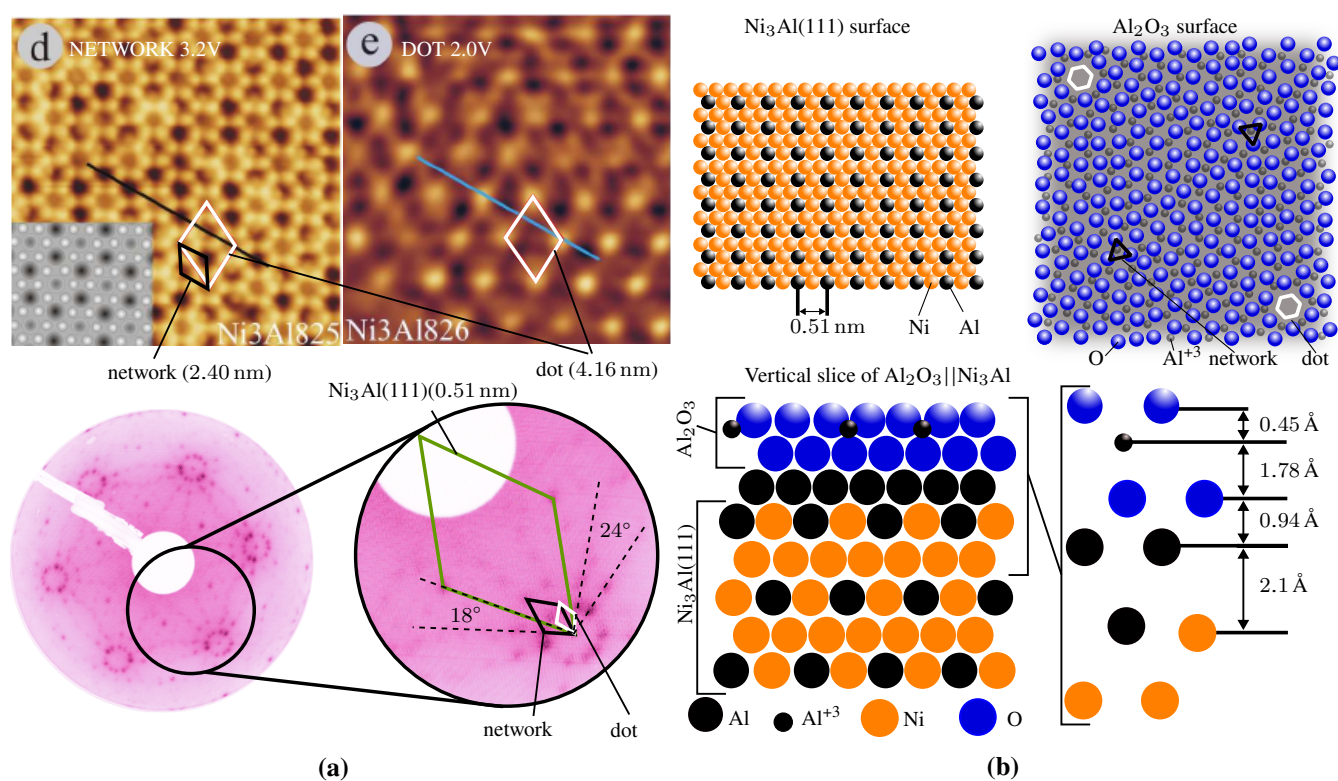 d NETWORK 3.2V
e DOT 2.0V
Ni3Al825
Ni3Al826
network (2.40 nm)
dot (4.16 nm)
Ni₃Al(111)(0.51 nm)
24°
18°
network
dot
(a)
Ni₃Al(111) surface
Al₂O₃ surface
0.51 nm
Ni
Al
O
Al⁺³
network
dot
Vertical slice of Al₂O₃||Ni₃Al
Al₂O₃
Ni₃Al(111)
0.45 Å
1.78 Å
0.94 Å
2.1 Å
Al
Al⁺³
Ni
O
(b)